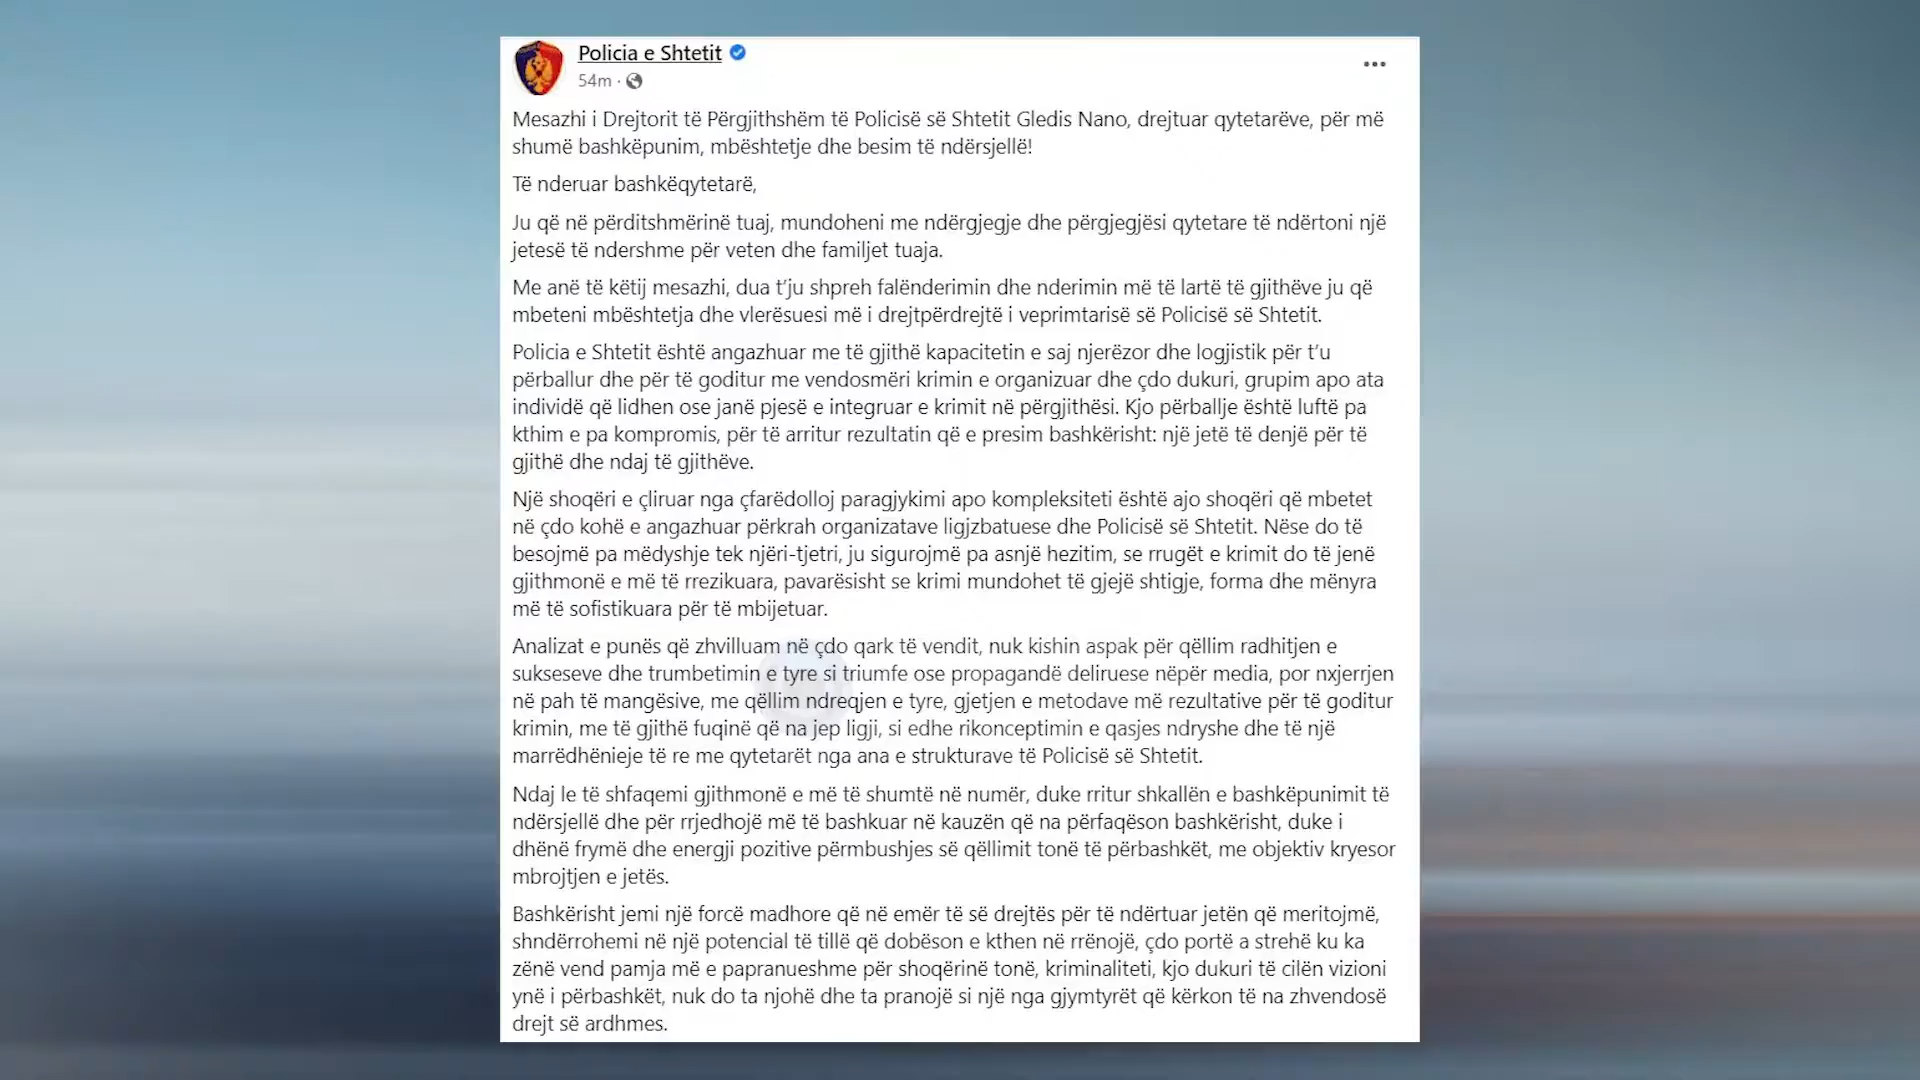 Policia e Shtetit
54m ·
Mesazhi i Drejtorit të Përgjithshëm të Policisë së Shtetit Gledis Nano, drejtuar qytetarëve, për më
shumë bashkëpunim, mbështetje dhe besim të ndërsjellë!
Të nderuar bashkëqytetarë,
Ju që në përditshmërinë tuaj, mundoheni me ndërgjegje dhe përgjegjësi qytetare të ndërtoni një
jetesë të ndershme për veten dhe familjet tuaja.
Me anë të këtij mesazhi, dua t'ju shpreh falënderimin dhe nderimin më të lartë të gjithëve ju që
mbeteni mbështetja dhe vlerësuesi më i drejtpërdrejtë i veprimtarisë së Policisë së Shtetit.
Policia e Shtetit është angazhuar me të gjithë kapacitetin e saj njerëzor dhe logjistik për t'u
përballur dhe për të goditur me vendosmëri krimin e organizuar dhe çdo dukuri, grupim apo ata
individë që lidhen ose janë pjesë e integruar e krimit në përgjithësi. Kjo përballje është luftë pa
kthim e pa kompromis, për të arritur rezultatin që e presim bashkërisht: një jetë të denjë për të
gjithë dhe ndaj të gjithëve.
Një shoqëri e çliruar nga çfarëdolloj paragjykimi apo kompleksiteti është ajo shoqëri që mbetet
në çdo kohë e angazhuar përkrah organizatave ligjzbatuese dhe Policisë së Shtetit. Nëse do të
besojmë pa mëdyshje tek njëri-tjetri, ju sigurojmë pa asnjë hezitim, se rrugët e krimit do të jenë
gjithmonë e më të rrezikuara, pavarësisht se krimi mundohet të gjejë shtigje, forma dhe mënyra
më të sofistikuara për të mbijetuar.
Analizat e punës që zhvilluam në çdo qark të vendit, nuk kishin aspak për qëllim radhitjen e
sukseseve dhe trumbetimin e tyre si triumfe ose propagandë deliruese nëpër media, por nxjerrjen
në pah të mangësive, me qëllim ndreqjen e tyre, gjetjen e metodave më rezultative për të goditur
krimin, me të gjithë fuqinë që na jep ligji, si edhe rikonceptimin e qasjes ndryshe dhe të një
marrëdhënieje të re me qytetarët nga ana e strukturave të Policisë së Shtetit.
Ndaj le të shfaqemi gjithmonë e më të shumtë në numër, duke rritur shkallën e bashkëpunimit të
ndërsjellë dhe për rrjedhojë më të bashkuar në kauzën që na përfaqëson bashkërisht, duke i
dhënë frymë dhe energji pozitive përmbushjes së qëllimit tonë të përbashkët, me objektiv kryesor
mbrojtjen e jetës.
Bashkërisht jemi një forcë madhore që në emër të së drejtës për të ndërtuar jetën që meritojmë,
shndërrohemi në një potencial të tillë që dobëson e kthen në rrënojë, çdo portë a strehë ku ka
zënë vend pamja më e papranueshme për shoqërinë tonë, kriminaliteti, kjo dukuri të cilën vizioni
ynë i përbashkët, nuk do ta njohë dhe ta pranojë si një nga gjymtyrët që kërkon të na zhvendosë
drejt së ardhmes.